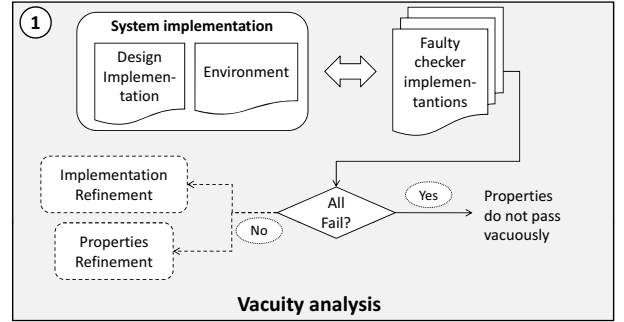 1
System implementation
Design
Implemen-
tation
Environment
Faulty
checker
implemen-
tantions
Implementation
Refinement
Properties
Refinement
No
All
Fail?
Yes
Properties
do not pass
vacuously
Vacuity analysis